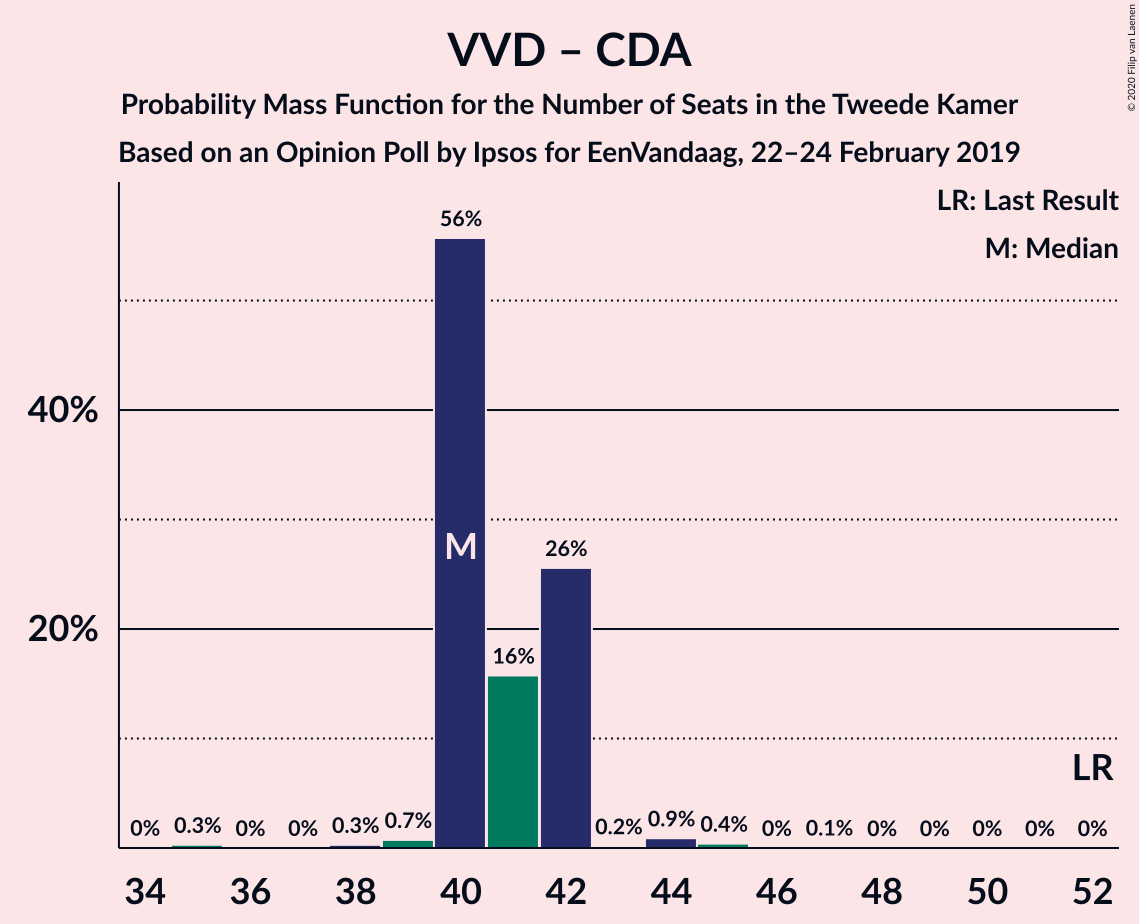 VVD – CDA
Probability Mass Function for the Number of Seats in the Tweede Kamer
Based on an Opinion Poll by Ipsos for EenVandaag, 22–24 February 2019
© 2020 Filip van Laenen
LR: Last Result
M: Median
56%
40%
M
26%
20%
16%
LR
0% 0.3% 0% 0% 0.3% 0.7% 0.2% 0.9% 0.4% 0% 0.1% 0% 0% 0% 0% 0%
34 36 38 40 42 44 46 48 50 52